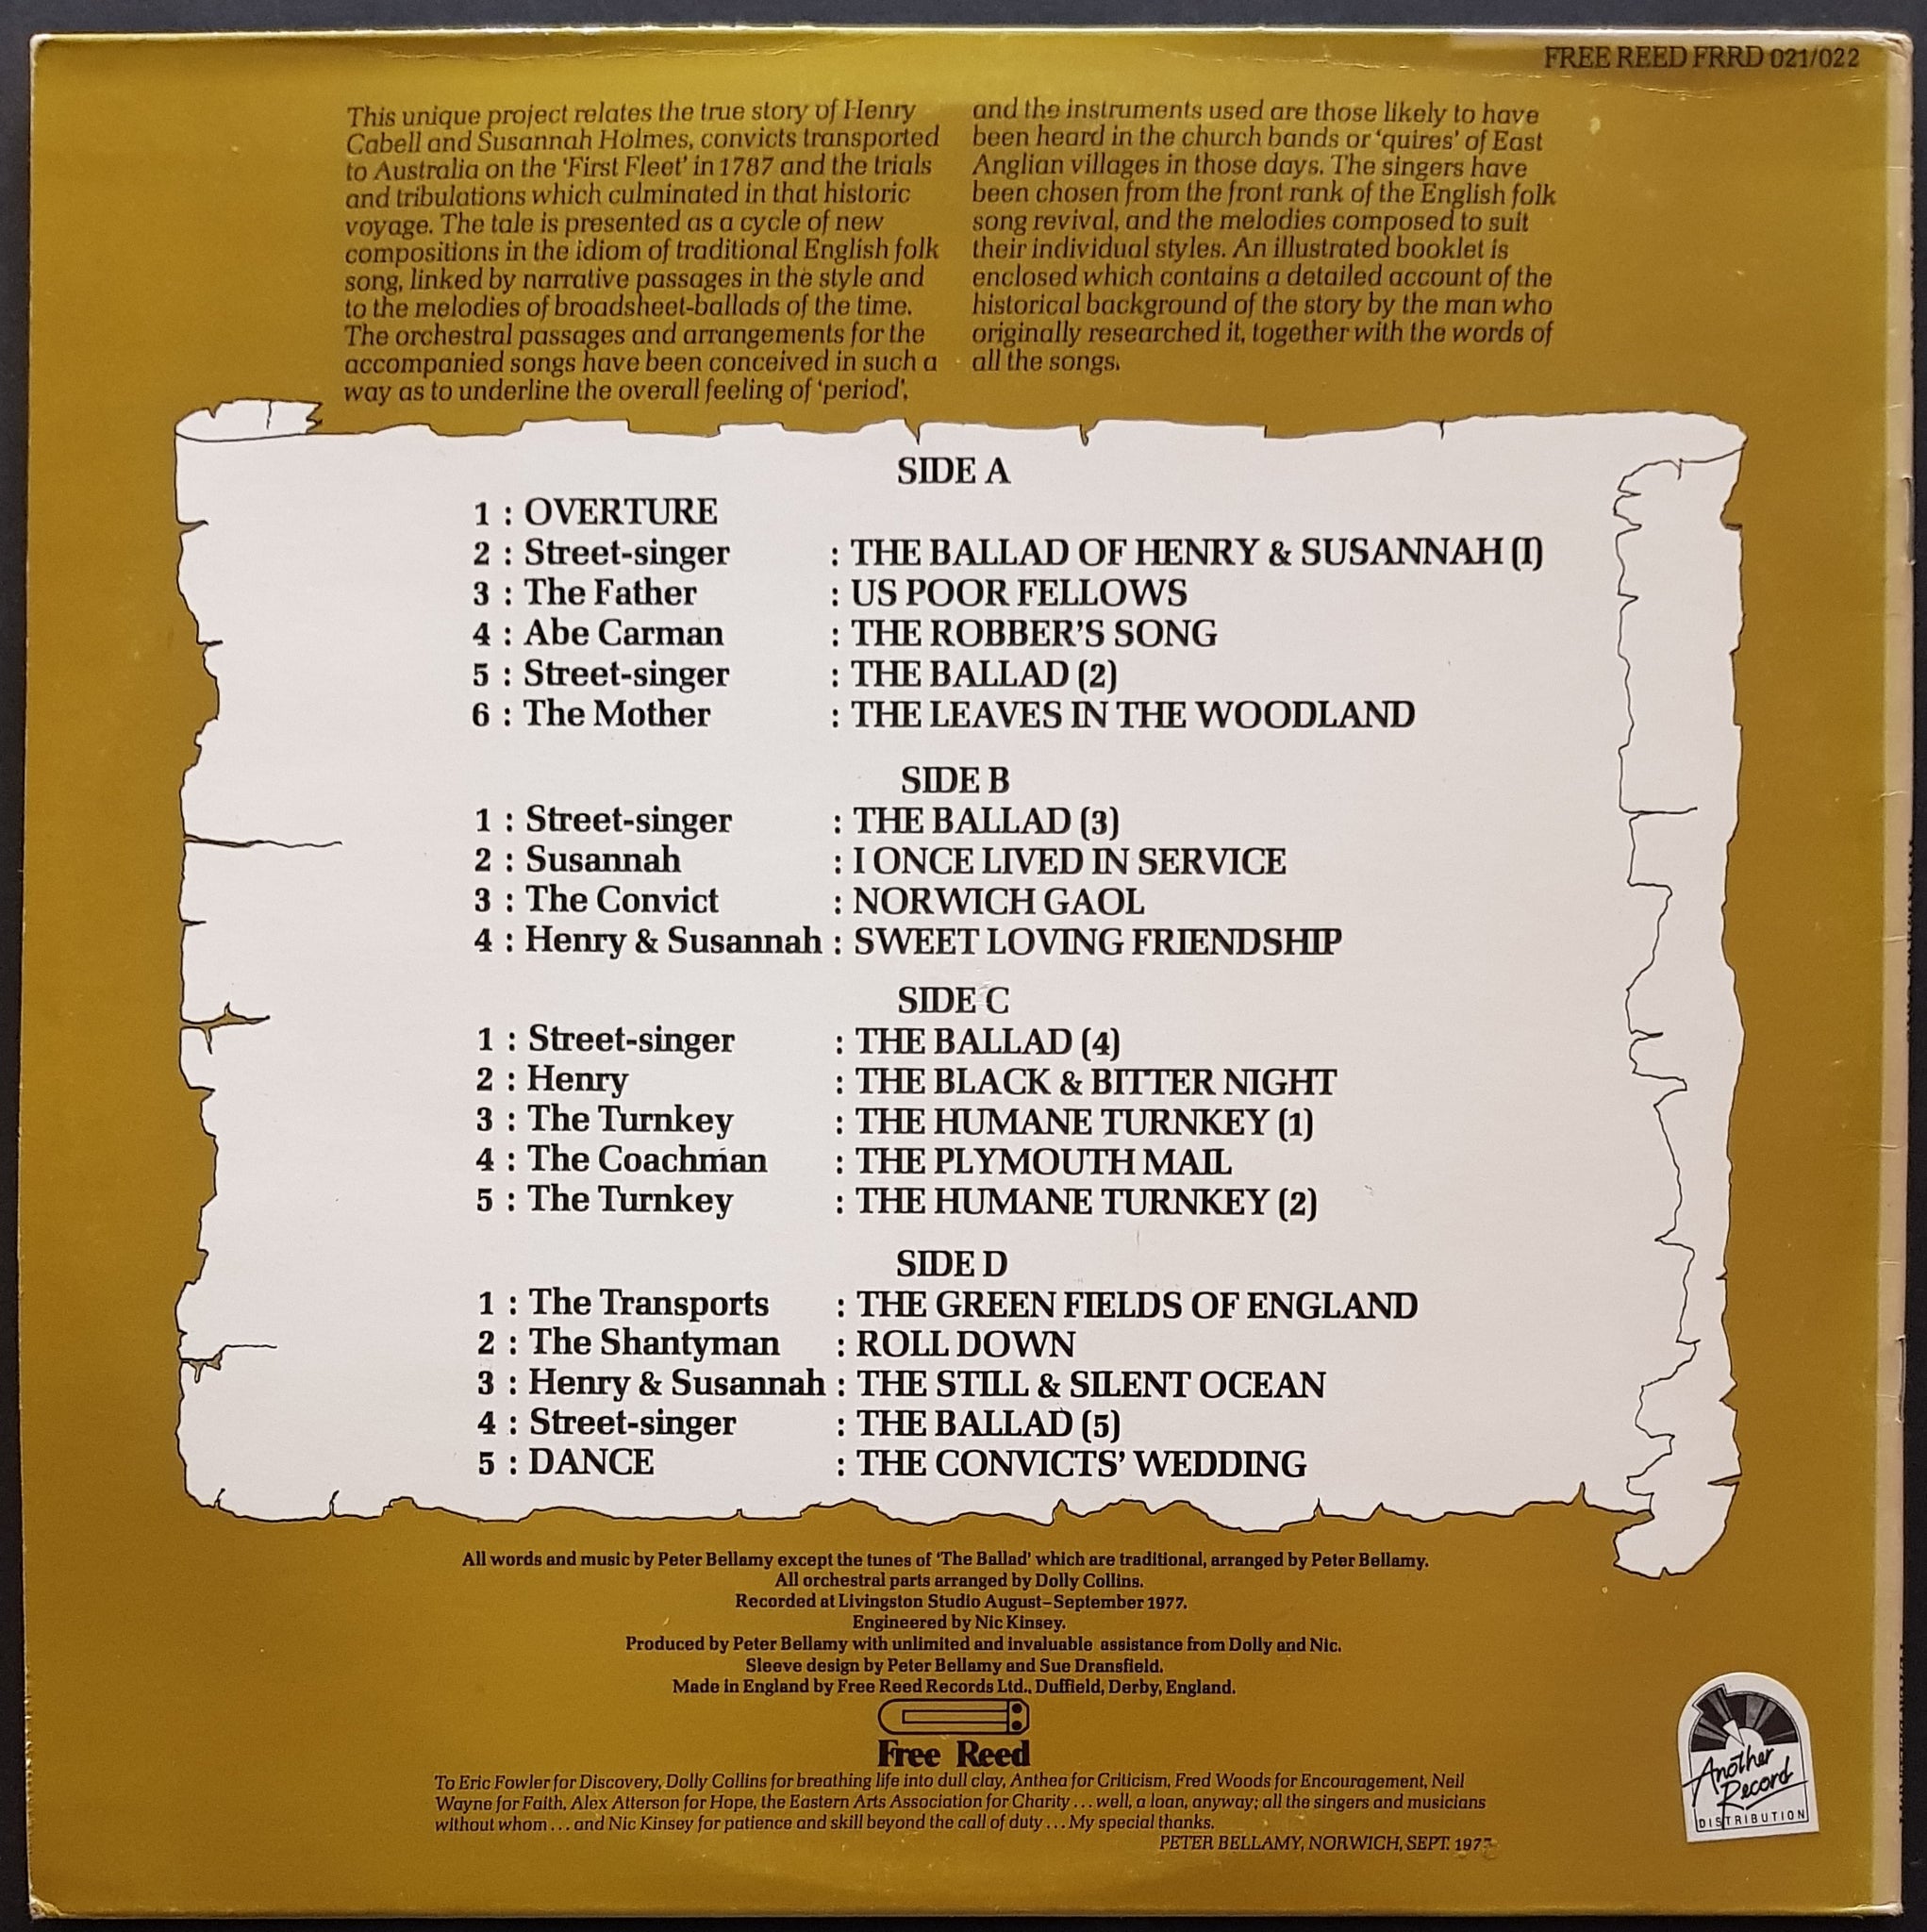 FREE REED FRRD 021/022
This unique project relates the true story of Henry
Cabell and Susannah Holmes, convicts transported
to Australia on the ‘First Fleet’ in 1787 and the trials
and tribulations which culminated in that historic
voyage. The tale is presented as a cycle of new
compositions in the idiom of traditional English folk
song, linked by narrative passages in the style and
to the melodies of broadsheet-ballads of the time.
The orchestral passages and arrangements for the
accompanied songs have been conceived in such a
way as to underline the overall feeling of ‘period’,
and the instruments used are those likely to have
been heard in the church bands or ‘quires’ of East
Anglian villages in those days. The singers have
been chosen from the front rank of the English folk
song revival, and the melodies composed to suit
their individual styles. An illustrated booklet is
enclosed which contains a detailed account of the
historical background of the story by the man who
originally researched it, together with the words of
all the songs.
SIDE A
1 : OVERTURE
2 : Street-singer : THE BALLAD OF HENRY & SUSANNAH (I)
3 : The Father : US POOR FELLOWS
4 : Abe Carman : THE ROBBER’S SONG
5 : Street-singer : THE BALLAD (2)
6 : The Mother : THE LEAVES IN THE WOODLAND
SIDE B
1 : Street-singer : THE BALLAD (3)
2 : Susannah : I ONCE LIVED IN SERVICE
3 : The Convict : NORWICH GAOL
4 : Henry & Susannah : SWEET LOVING FRIENDSHIP
SIDE C
1 : Street-singer : THE BALLAD (4)
2 : Henry : THE BLACK & BITTER NIGHT
3 : The Turnkey : THE HUMANE TURNKEY (1)
4 : The Coachman : THE PLYMOUTH MAIL
5 : The Turnkey : THE HUMANE TURNKEY (2)
SIDE D
1 : The Transports : THE GREEN FIELDS OF ENGLAND
2 : The Shantyman : ROLL DOWN
3 : Henry & Susannah : THE STILL & SILENT OCEAN
4 : Street-singer : THE BALLAD (5)
5 : DANCE : THE CONVICTS’ WEDDING
All words and music by Peter Bellamy except the tunes of ‘The Ballad’ which are traditional, arranged by Peter Bellamy.
All orchestral parts arranged by Dolly Collins.
Recorded at Livingston Studio August–September 1977.
Engineered by Nic Kinsey.
Produced by Peter Bellamy with unlimited and invaluable assistance from Dolly and Nic.
Sleeve design by Peter Bellamy and Sue Dransfield.
Made in England by Free Reed Records Ltd., Duffield, Derby, England.
Free Reed
To Eric Fowler for Discovery, Dolly Collins for breathing life into dull clay, Anthea for Criticism, Fred Woods for Encouragement, Neil
Wayne for Faith, Alex Atterson for Hope, the Eastern Arts Association for Charity . . . well, a loan, anyway; all the singers and musicians
without whom . . . and Nic Kinsey for patience and skill beyond the call of duty . . . My special thanks.
PETER BELLAMY, NORWICH, SEPT. 1977
Another
Record
DISTRIBUTION